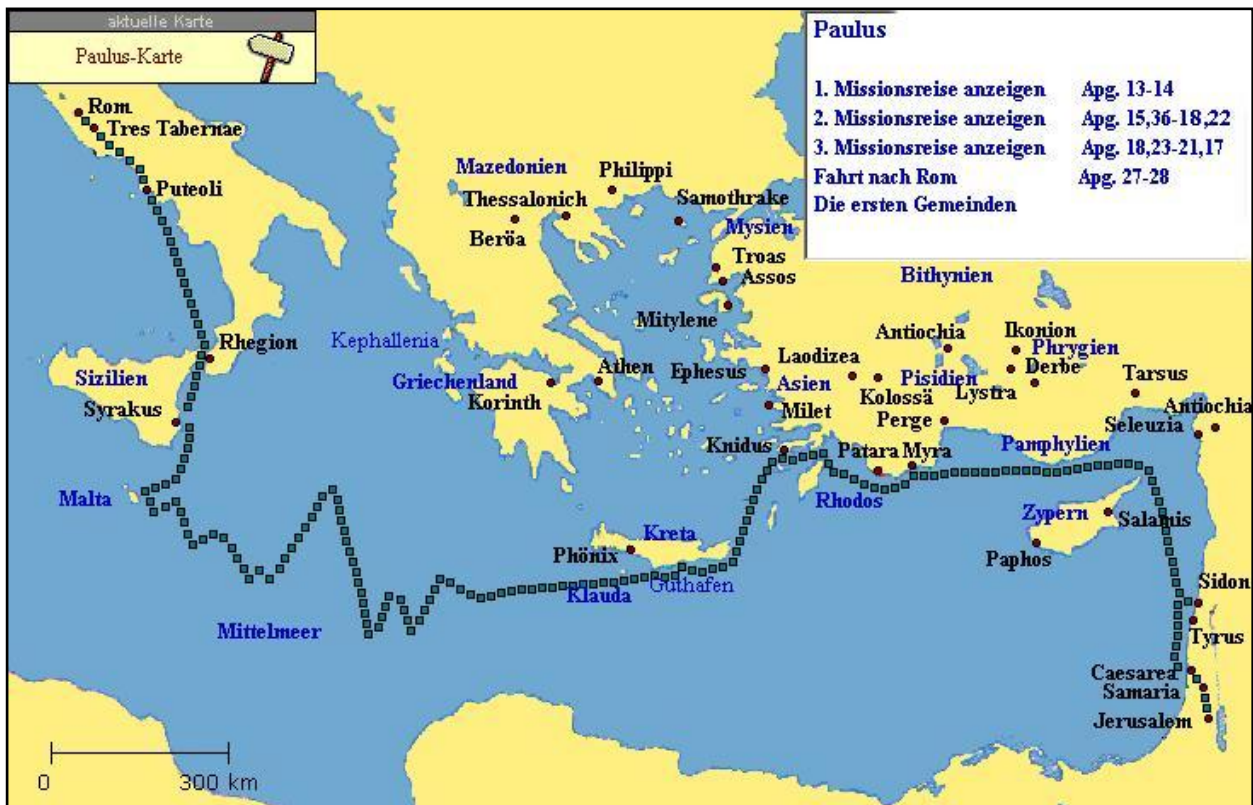 aktuelle Karte
Paulus-Karte
Paulus
1. Missionsreise anzeigen Apg. 13-14
2. Missionsreise anzeigen Apg. 15,36-18,22
3. Missionsreise anzeigen Apg. 18,23-21,17
Fahrt nach Rom Apg. 27-28
Die ersten Gemeinden
Rom
Tres Tabernae
Puteoli
Mazedonien
Philippi
Thessalonich
Samothrake
Beröa
Mysien
Troas
Assos
Bithynien
Mitylene
Kephallenia
Rhegion
Antiochia
Ikonion
Phrygien
Sizilien
Griechenland
Athen
Ephesus
Laodizea
Asien
Pisidien
Derbe
Lystra
Tarsus
Korinth
Kolossä
Milet
Syrakus
Perge
Antiochia
Seleuzia
Knidus
Patara
Myra
Pamphylien
Malta
Rhodos
Zypern
Salamis
Kreta
Phönix
Paphos
Guthafen
Klauda
Sidon
Mittelmeer
Tyrus
Caesarea
Samaria
Jerusalem
0 300 km